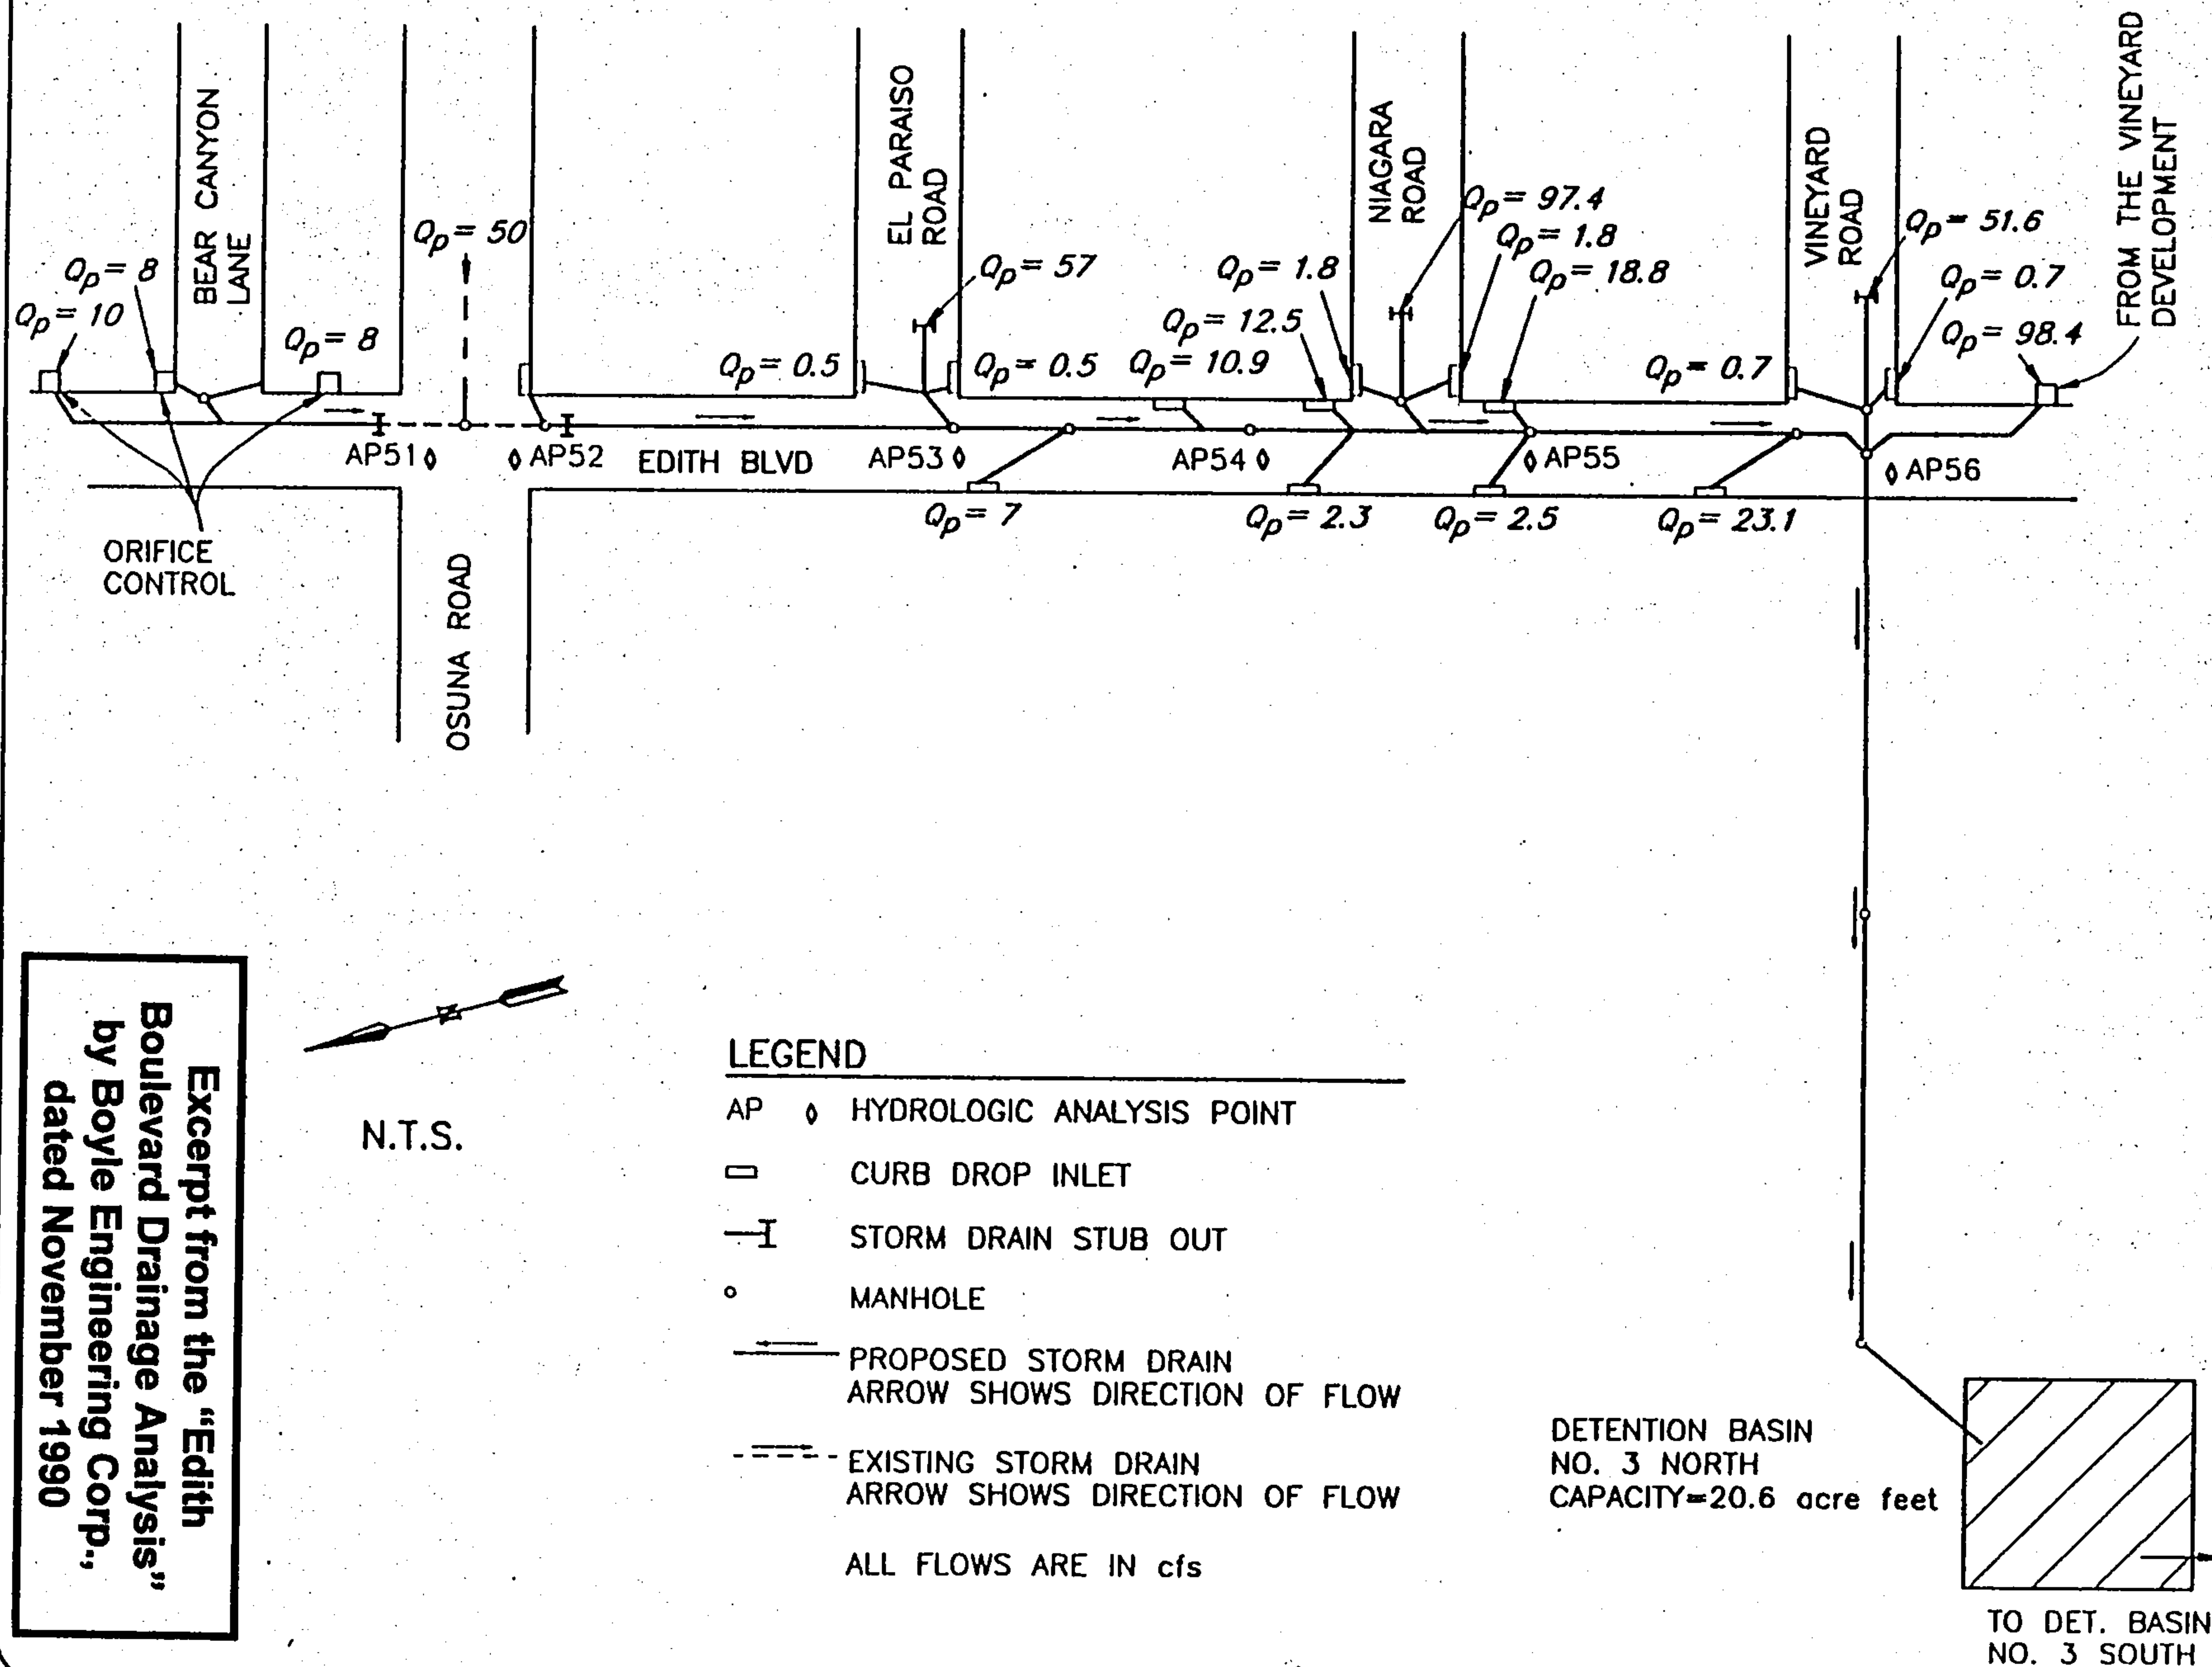 BEAR CANYON
LANE
EL PARAISO
ROAD
NIAGARA
ROAD
VINEYARD
ROAD
FROM THE VINEYARD
DEVELOPMENT
Qp = 10
Qp = 8
Qp = 8
Qp = 50
Qp = 0.5
Qp = 57
Qp = 0.5
Qp = 10.9
Qp = 12.5
Qp = 1.8
Qp = 97.4
Qp = 1.8
Qp = 18.8
Qp = 0.7
Qp = 51.6
Qp = 0.7
Qp = 98.4
AP51
AP52
EDITH BLVD
AP53
AP54
AP55
AP56
Qp = 7
Qp = 2.3
Qp = 2.5
Qp = 23.1
ORIFICE
CONTROL
OSUNA ROAD
Excerpt from the "Edith
Boulevard Drainage Analysis"
by Boyle Engineering Corp.,
dated November 1990
N.T.S.
LEGEND
AP HYDROLOGIC ANALYSIS POINT
CURB DROP INLET
STORM DRAIN STUB OUT
MANHOLE
PROPOSED STORM DRAIN
ARROW SHOWS DIRECTION OF FLOW
EXISTING STORM DRAIN
ARROW SHOWS DIRECTION OF FLOW
ALL FLOWS ARE IN cfs
DETENTION BASIN
NO. 3 NORTH
CAPACITY=20.6 acre feet
TO DET. BASIN
NO. 3 SOUTH